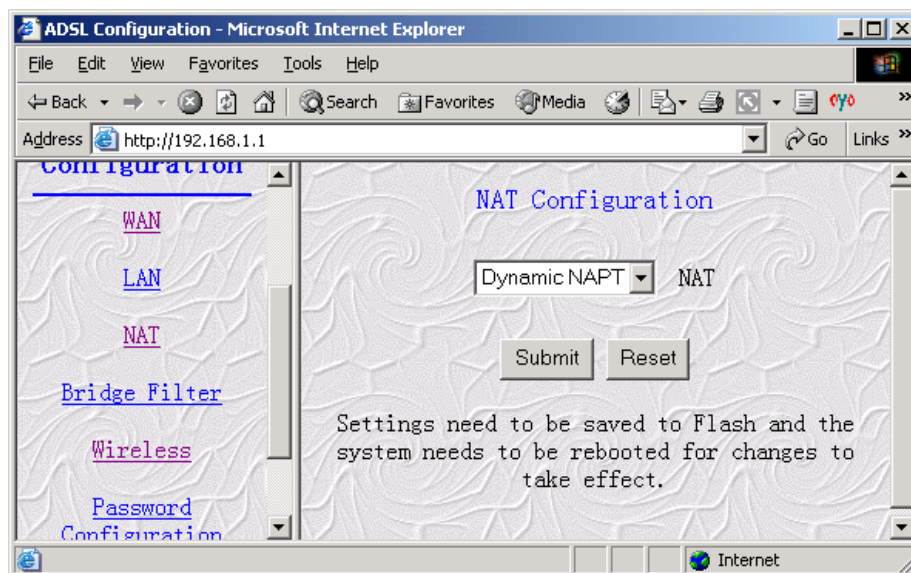 ADSL Configuration - Microsoft Internet Explorer
File Edit View Favorites Tools Help
Back Search Favorites Media »
Address http://192.168.1.1 Go Links »
Configuration
WAN
LAN
NAT
Bridge Filter
Wireless
Password
Configuration
NAT Configuration
Dynamic NAPT NAT
Submit Reset
Settings need to be saved to Flash and the
system needs to be rebooted for changes to
take effect.
Internet